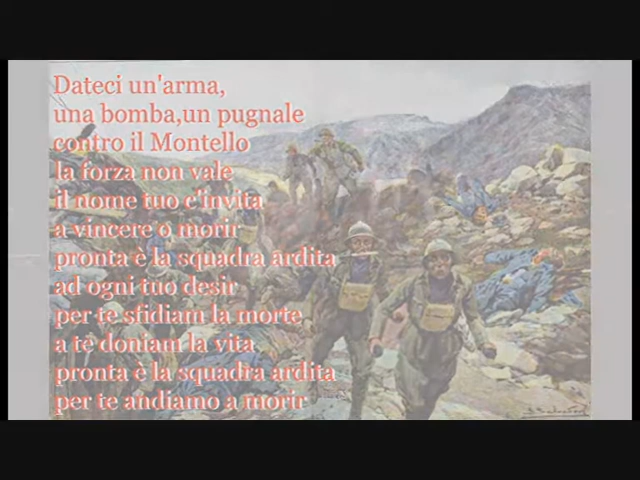 Dateci un'arma,
una bomba,un pugnale
contro il Montello
la forza non vale
il nome tuo c'invita
a vincere o morir
pronta è la squadra ardita
ad ogni tuo desir
per te sfidiam la morte
a te doniam la vita
pronta è la squadra ardita
per te andiamo a morir